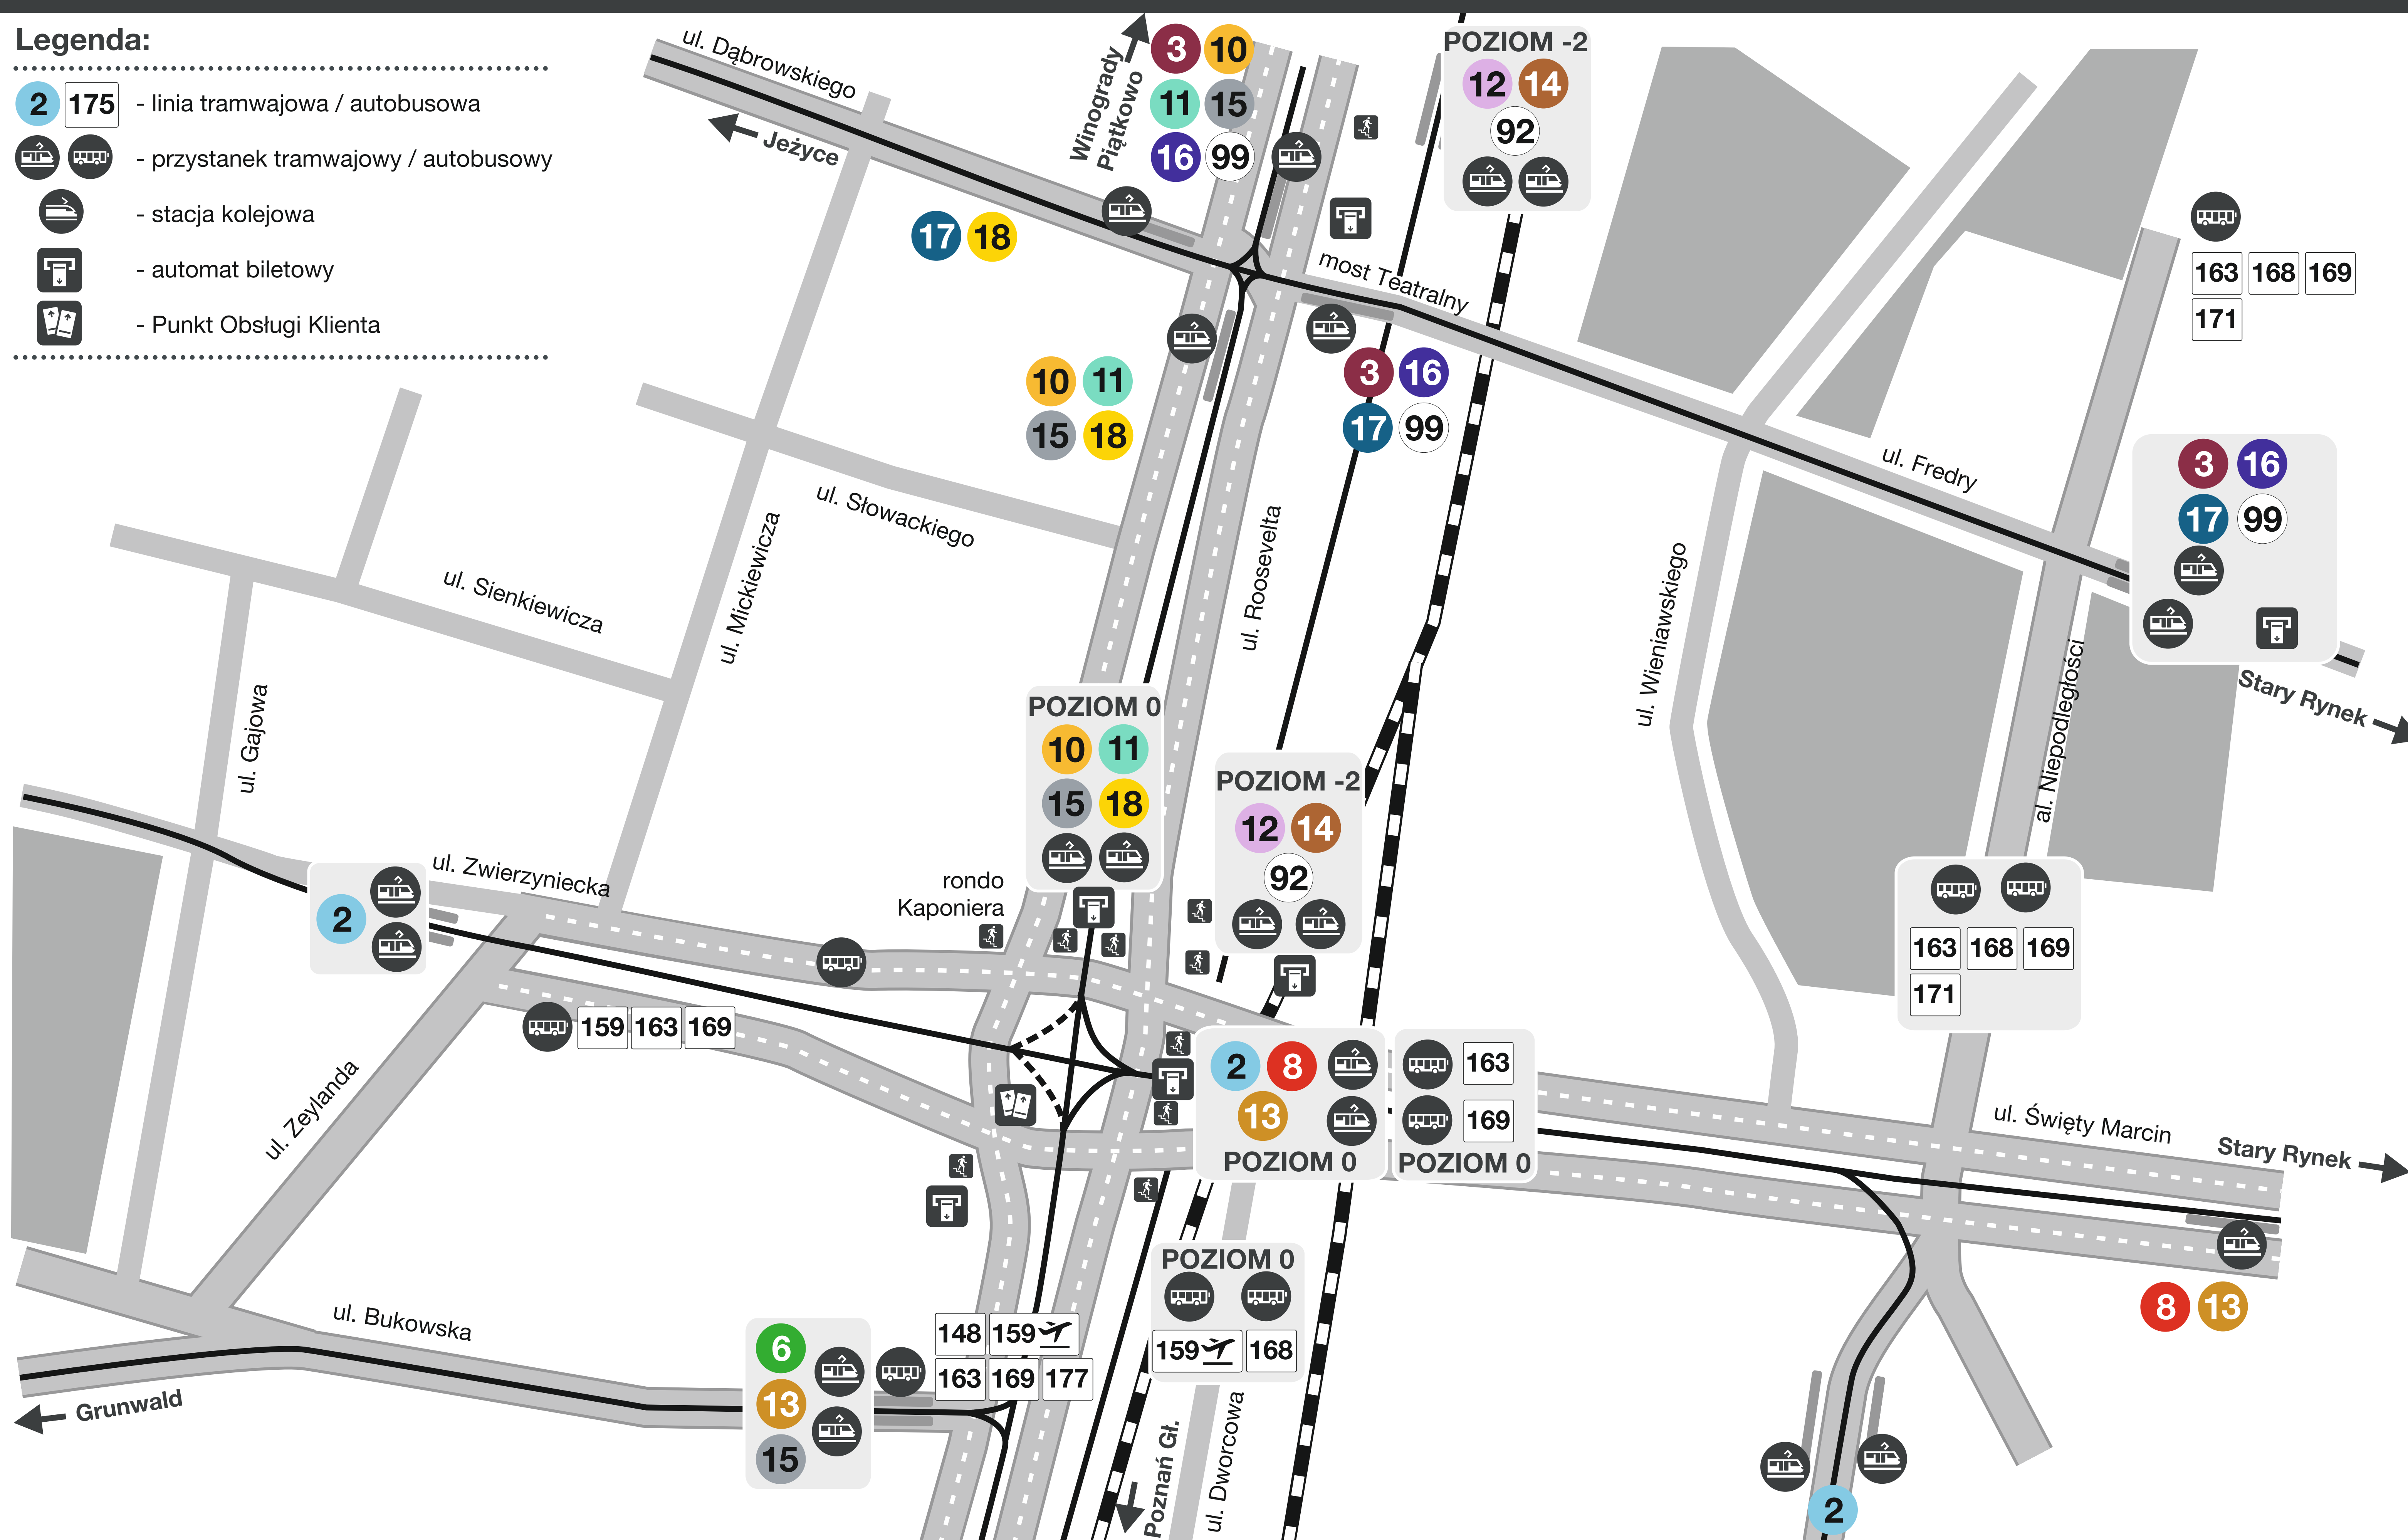 Legenda:
2 175 - linia tramwajowa / autobusowa
- przystanek tramwajowy / autobusowy
- stacja kolejowa
- automat biletowy
- Punkt Obsługi Klienta
ul. Dąbrowskiego
Jeżyce
Winogrady
Piątkowo
3 10
11 15
16 99
POZIOM -2
12 14
92
17 18
most Teatralny
163 168 169
171
10 11
15 18
3 16
17 99
ul. Fredry
3 16
17 99
Stary Rynek
ul. Słowackiego
ul. Sienkiewicza
ul. Mickiewicza
ul. Roosevelta
ul. Wieniawskiego
al. Niepodległości
ul. Gajowa
POZIOM 0
10 11
15 18
POZIOM -2
12 14
92
2
ul. Zwierzyniecka
rondo
Kaponiera
163 168 169
171
159 163 169
ul. Zeylanda
2 8
13
POZIOM 0
163
169
POZIOM 0
ul. Święty Marcin
Stary Rynek
8 13
ul. Bukowska
Grunwald
6
13
15
148 159
163 169 177
POZIOM 0
159 168
Poznań Gł.
ul. Dworcowa
2